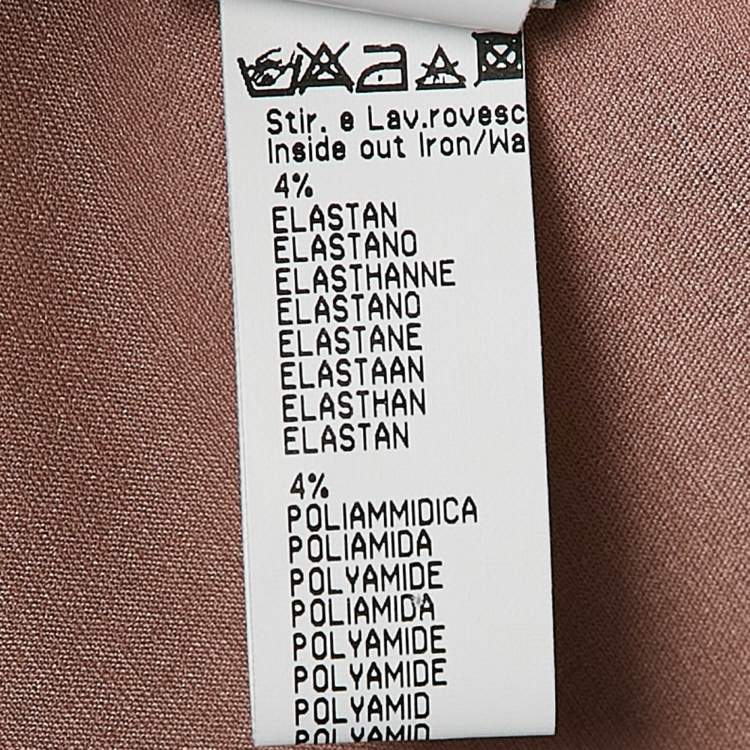 Stir. e Lav.rovesc
Inside out Iron/Wa
4%
ELASTAN
ELASTANO
ELASTHANNE
ELASTANO
ELASTANE
ELASTAAN
ELASTHAN
ELASTAN
4%
POLIAMMIDICA
POLIAMIDA
POLYAMIDE
POLIAMIDA
POLYAMIDE
POLYAMIDE
POLYAMID
POLYAMID